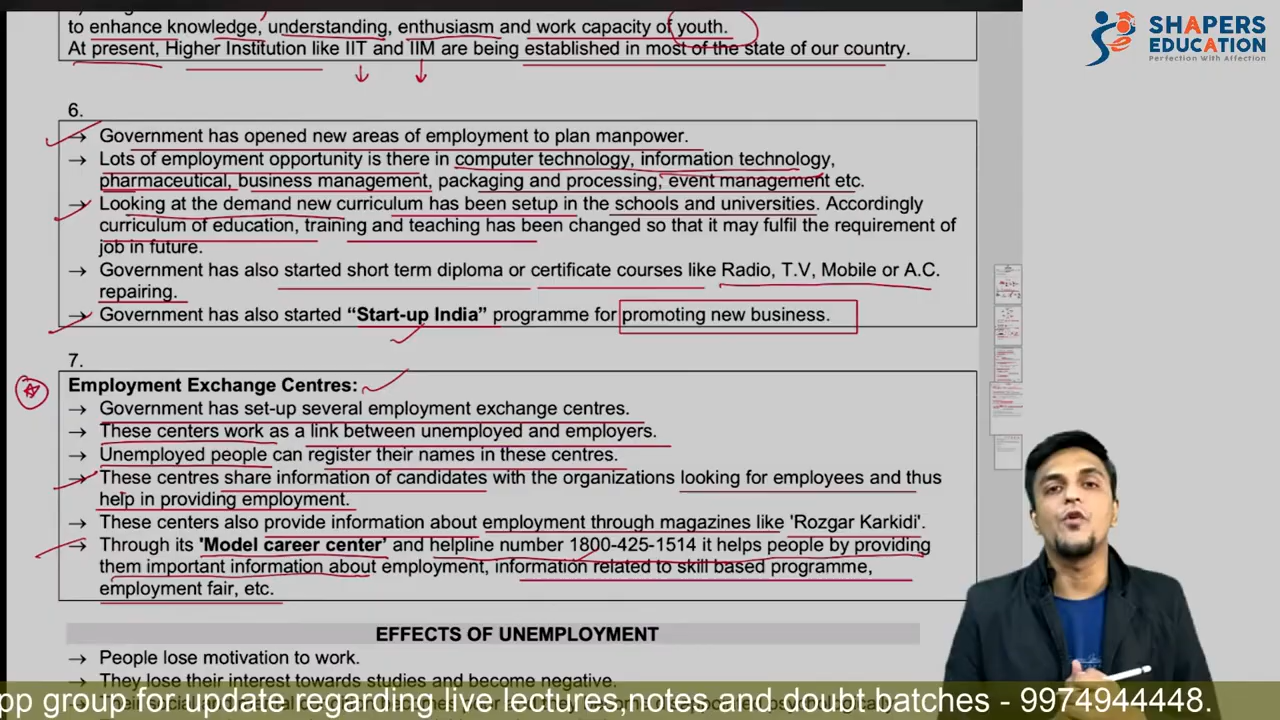 to enhance knowledge, understanding, enthusiasm and work capacity of youth.
At present, Higher Institution like IIT and IIM are being established in most of the state of our country.
SHAPERS
EDUCATION
Perfection With Affection
6.
→ Government has opened new areas of employment to plan manpower.
→ Lots of employment opportunity is there in computer technology, information technology,
pharmaceutical, business management, packaging and processing, event management etc.
→ Looking at the demand new curriculum has been setup in the schools and universities. Accordingly
curriculum of education, training and teaching has been changed so that it may fulfil the requirement of
job in future.
→ Government has also started short term diploma or certificate courses like Radio, T.V, Mobile or A.C.
repairing.
→ Government has also started “Start-up India” programme for promoting new business.
7.
Employment Exchange Centres:
→ Government has set-up several employment exchange centres.
→ These centers work as a link between unemployed and employers.
→ Unemployed people can register their names in these centres.
→ These centres share information of candidates with the organizations looking for employees and thus
help in providing employment.
→ These centers also provide information about employment through magazines like 'Rozgar Karkidi'.
→ Through its 'Model career center' and helpline number 1800-425-1514 it helps people by providing
them important information about employment, information related to skill based programme,
employment fair, etc.
EFFECTS OF UNEMPLOYMENT
→ People lose motivation to work.
→ They lose their interest towards studies and become negative.
pp group for update regarding live lectures,notes and doubt batches - 9974944448.